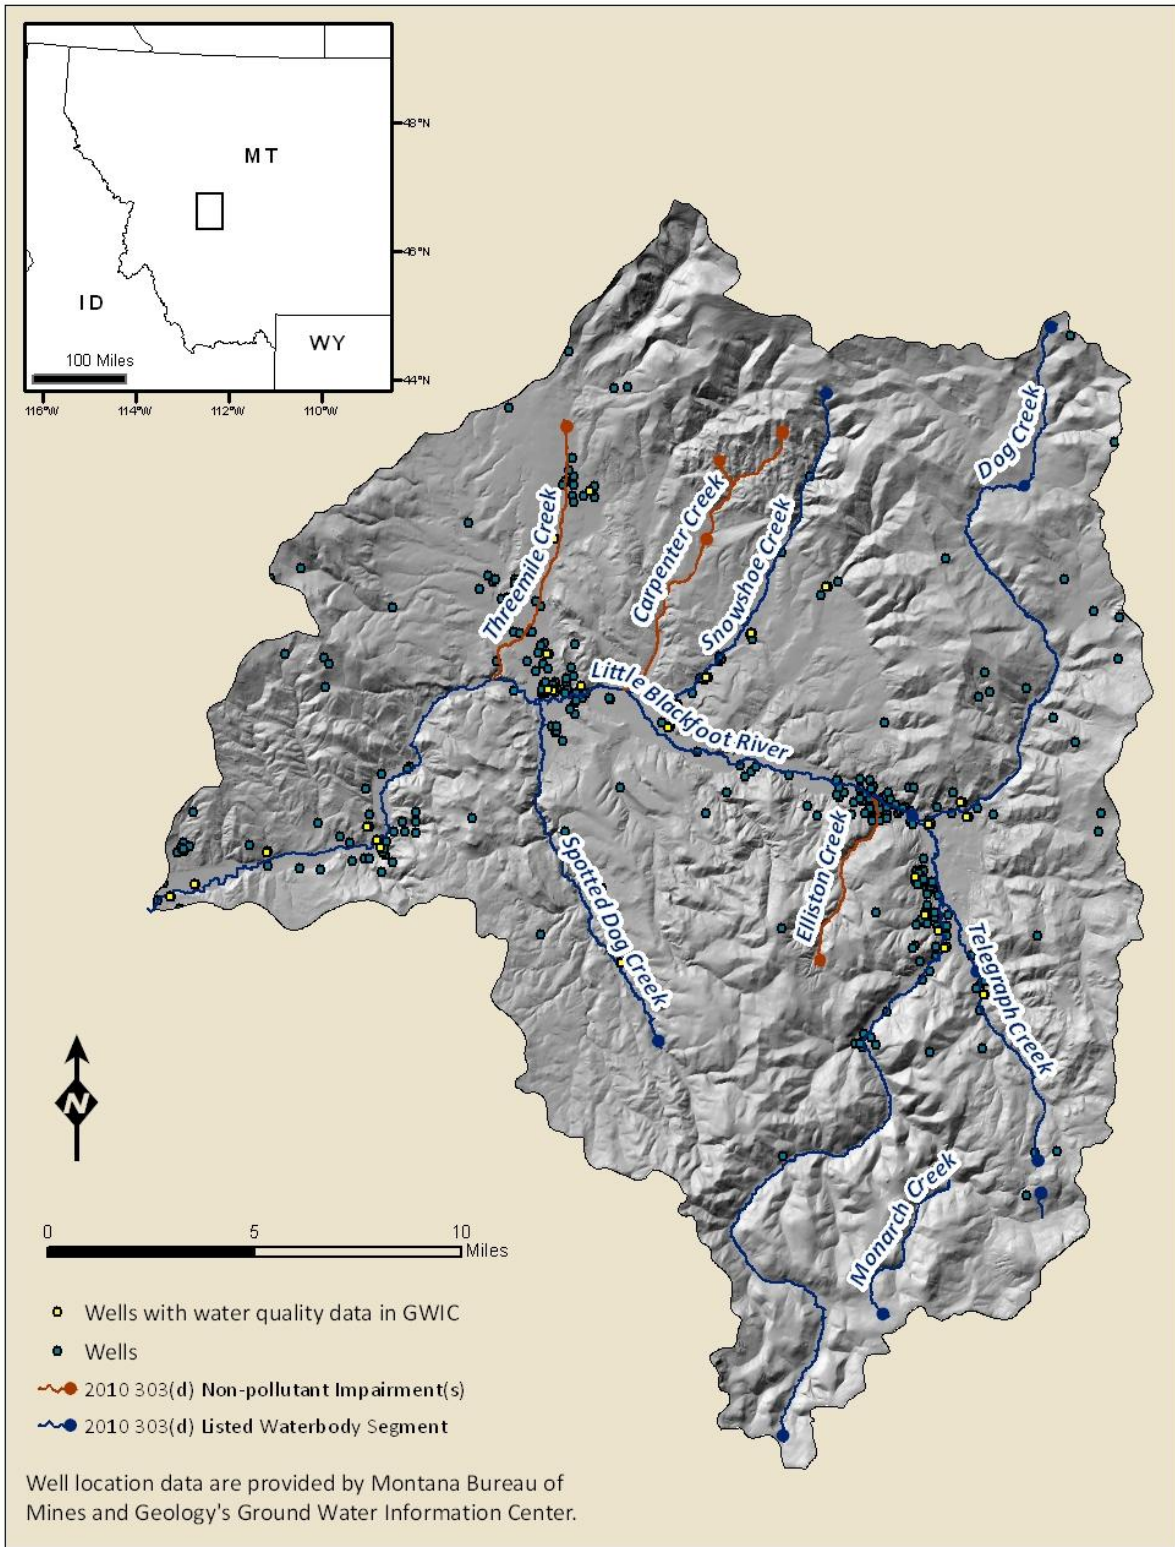 MT
ID
WY
100 Miles
48°N
46°N
44°N
116°W
114°W
112°W
110°W
Dog Creek
Threemile Creek
Carpenter Creek
Snowshoe Creek
Little Blackfoot River
Spotted Dog Creek
Elliston Creek
Telegraph Creek
Monarch Creek
N
0
5
10
Miles
Wells with water quality data in GWIC
Wells
2010 303(d) Non-pollutant Impairment(s)
2010 303(d) Listed Waterbody Segment
Well location data are provided by Montana Bureau of
Mines and Geology's Ground Water Information Center.